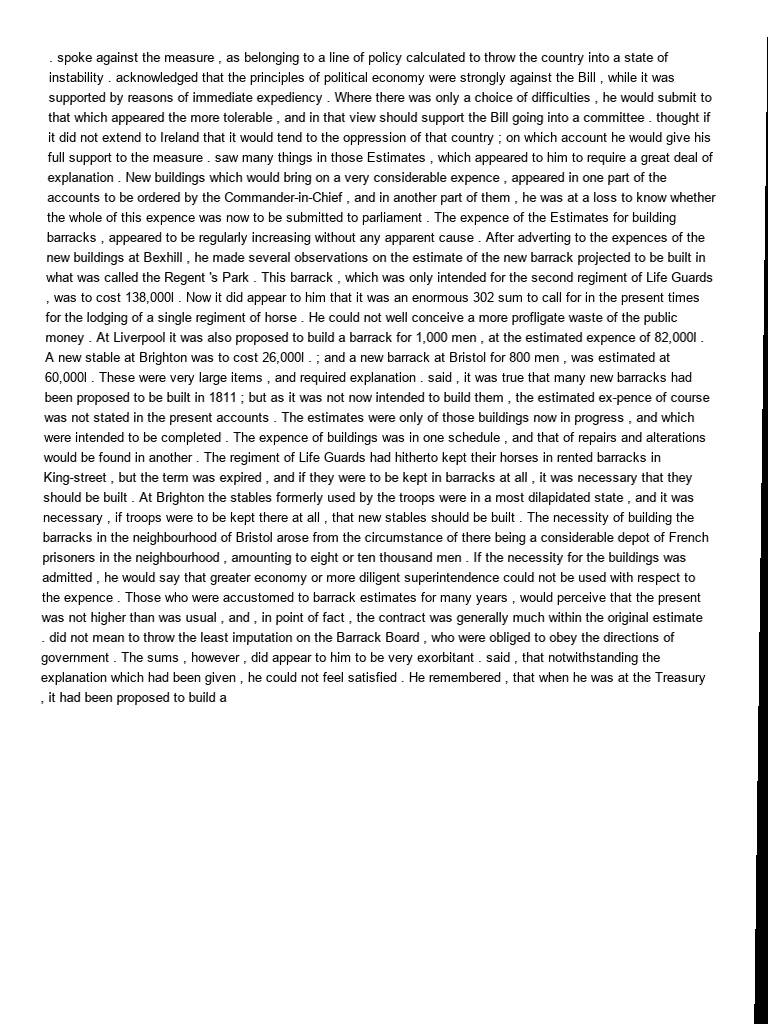 . spoke against the measure , as belonging to a line of policy calculated to throw the country into a state of
instability . acknowledged that the principles of political economy were strongly against the Bill , while it was
supported by reasons of immediate expediency . Where there was only a choice of difficulties , he would submit to
that which appeared the more tolerable , and in that view should support the Bill going into a committee . thought if
it did not extend to Ireland that it would tend to the oppression of that country ; on which account he would give his
full support to the measure . saw many things in those Estimates , which appeared to him to require a great deal of
explanation . New buildings which would bring on a very considerable expence , appeared in one part of the
accounts to be ordered by the Commander-in-Chief , and in another part of them , he was at a loss to know whether
the whole of this expence was now to be submitted to parliament . The expence of the Estimates for building
barracks , appeared to be regularly increasing without any apparent cause . After adverting to the expences of the
new buildings at Bexhill , he made several observations on the estimate of the new barrack projected to be built in
what was called the Regent 's Park . This barrack , which was only intended for the second regiment of Life Guards
, was to cost 138,000l . Now it did appear to him that it was an enormous 302 sum to call for in the present times
for the lodging of a single regiment of horse . He could not well conceive a more profligate waste of the public
money . At Liverpool it was also proposed to build a barrack for 1,000 men , at the estimated expence of 82,000l .
A new stable at Brighton was to cost 26,000l . ; and a new barrack at Bristol for 800 men , was estimated at
60,000l . These were very large items , and required explanation . said , it was true that many new barracks had
been proposed to be built in 1811 ; but as it was not now intended to build them , the estimated ex-pence of course
was not stated in the present accounts . The estimates were only of those buildings now in progress , and which
were intended to be completed . The expence of buildings was in one schedule , and that of repairs and alterations
would be found in another . The regiment of Life Guards had hitherto kept their horses in rented barracks in
King-street , but the term was expired , and if they were to be kept in barracks at all , it was necessary that they
should be built . At Brighton the stables formerly used by the troops were in a most dilapidated state , and it was
necessary , if troops were to be kept there at all , that new stables should be built . The necessity of building the
barracks in the neighbourhood of Bristol arose from the circumstance of there being a considerable depot of French
prisoners in the neighbourhood , amounting to eight or ten thousand men . If the necessity for the buildings was
admitted , he would say that greater economy or more diligent superintendence could not be used with respect to
the expence . Those who were accustomed to barrack estimates for many years , would perceive that the present
was not higher than was usual , and , in point of fact , the contract was generally much within the original estimate
. did not mean to throw the least imputation on the Barrack Board , who were obliged to obey the directions of
government . The sums , however , did appear to him to be very exorbitant . said , that notwithstanding the
explanation which had been given , he could not feel satisfied . He remembered , that when he was at the Treasury
, it had been proposed to build a